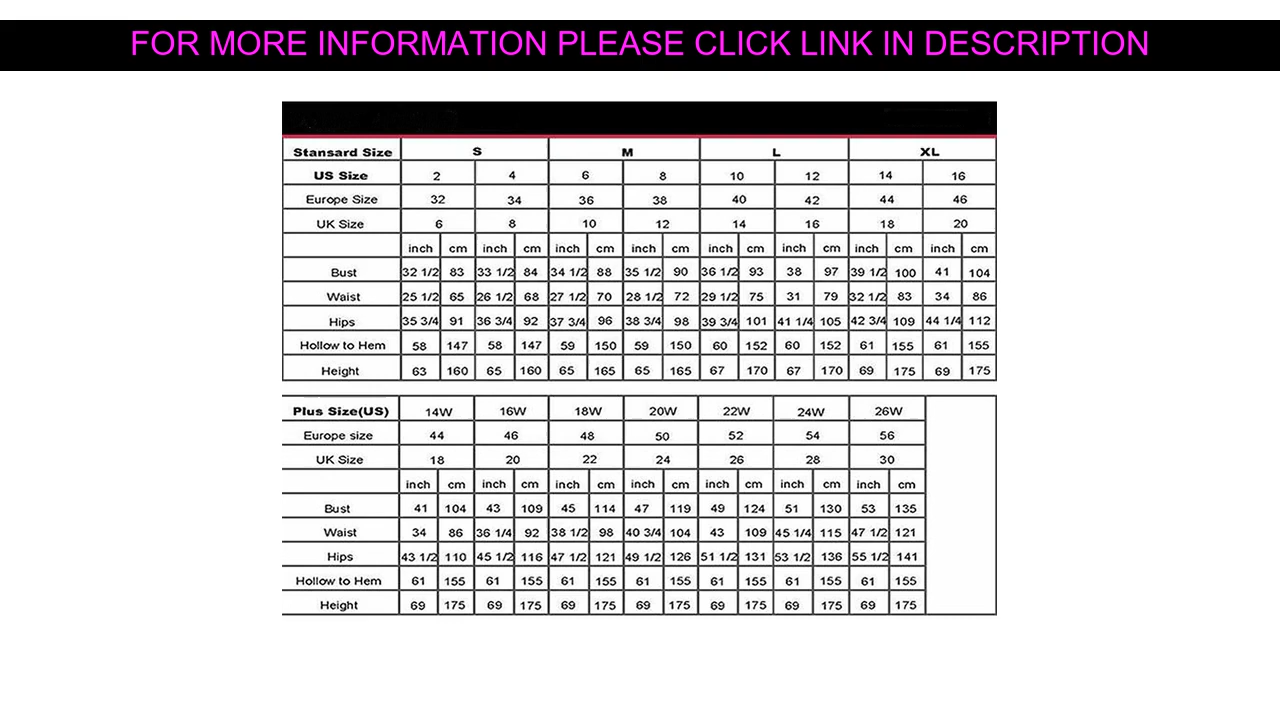 FOR MORE INFORMATION PLEASE CLICK LINK IN DESCRIPTION
Stansard Size S M L XL
US Size 2 4 6 8 10 12 14 16
Europe Size 32 34 36 38 40 42 44 46
UK Size 6 8 10 12 14 16 18 20
inch cm inch cm inch cm inch cm inch cm inch cm inch cm inch cm
Bust 32 1/2 83 33 1/2 84 34 1/2 88 35 1/2 90 36 1/2 93 38 97 39 1/2 100 41 104
Waist 25 1/2 65 26 1/2 68 27 1/2 70 28 1/2 72 29 1/2 75 31 79 32 1/2 83 34 86
Hips 35 3/4 91 36 3/4 92 37 3/4 96 38 3/4 98 39 3/4 101 41 1/4 105 42 3/4 109 44 1/4 112
Hollow to Hem 58 147 58 147 59 150 59 150 60 152 60 152 61 155 61 155
Height 63 160 65 160 65 165 65 165 67 170 67 170 69 175 69 175
Plus Size(US) 14W 16W 18W 20W 22W 24W 26W
Europe size 44 46 48 50 52 54 56
UK Size 18 20 22 24 26 28 30
inch cm inch cm inch cm inch cm inch cm inch cm inch cm
Bust 41 104 43 109 45 114 47 119 49 124 51 130 53 135
Waist 34 86 36 1/4 92 38 1/2 98 40 3/4 104 43 109 45 1/4 115 47 1/2 121
Hips 43 1/2 110 45 1/2 116 47 1/2 121 49 1/2 126 51 1/2 131 53 1/2 136 55 1/2 141
Hollow to Hem 61 155 61 155 61 155 61 155 61 155 61 155 61 155
Height 69 175 69 175 69 175 69 175 69 175 69 175 69 175